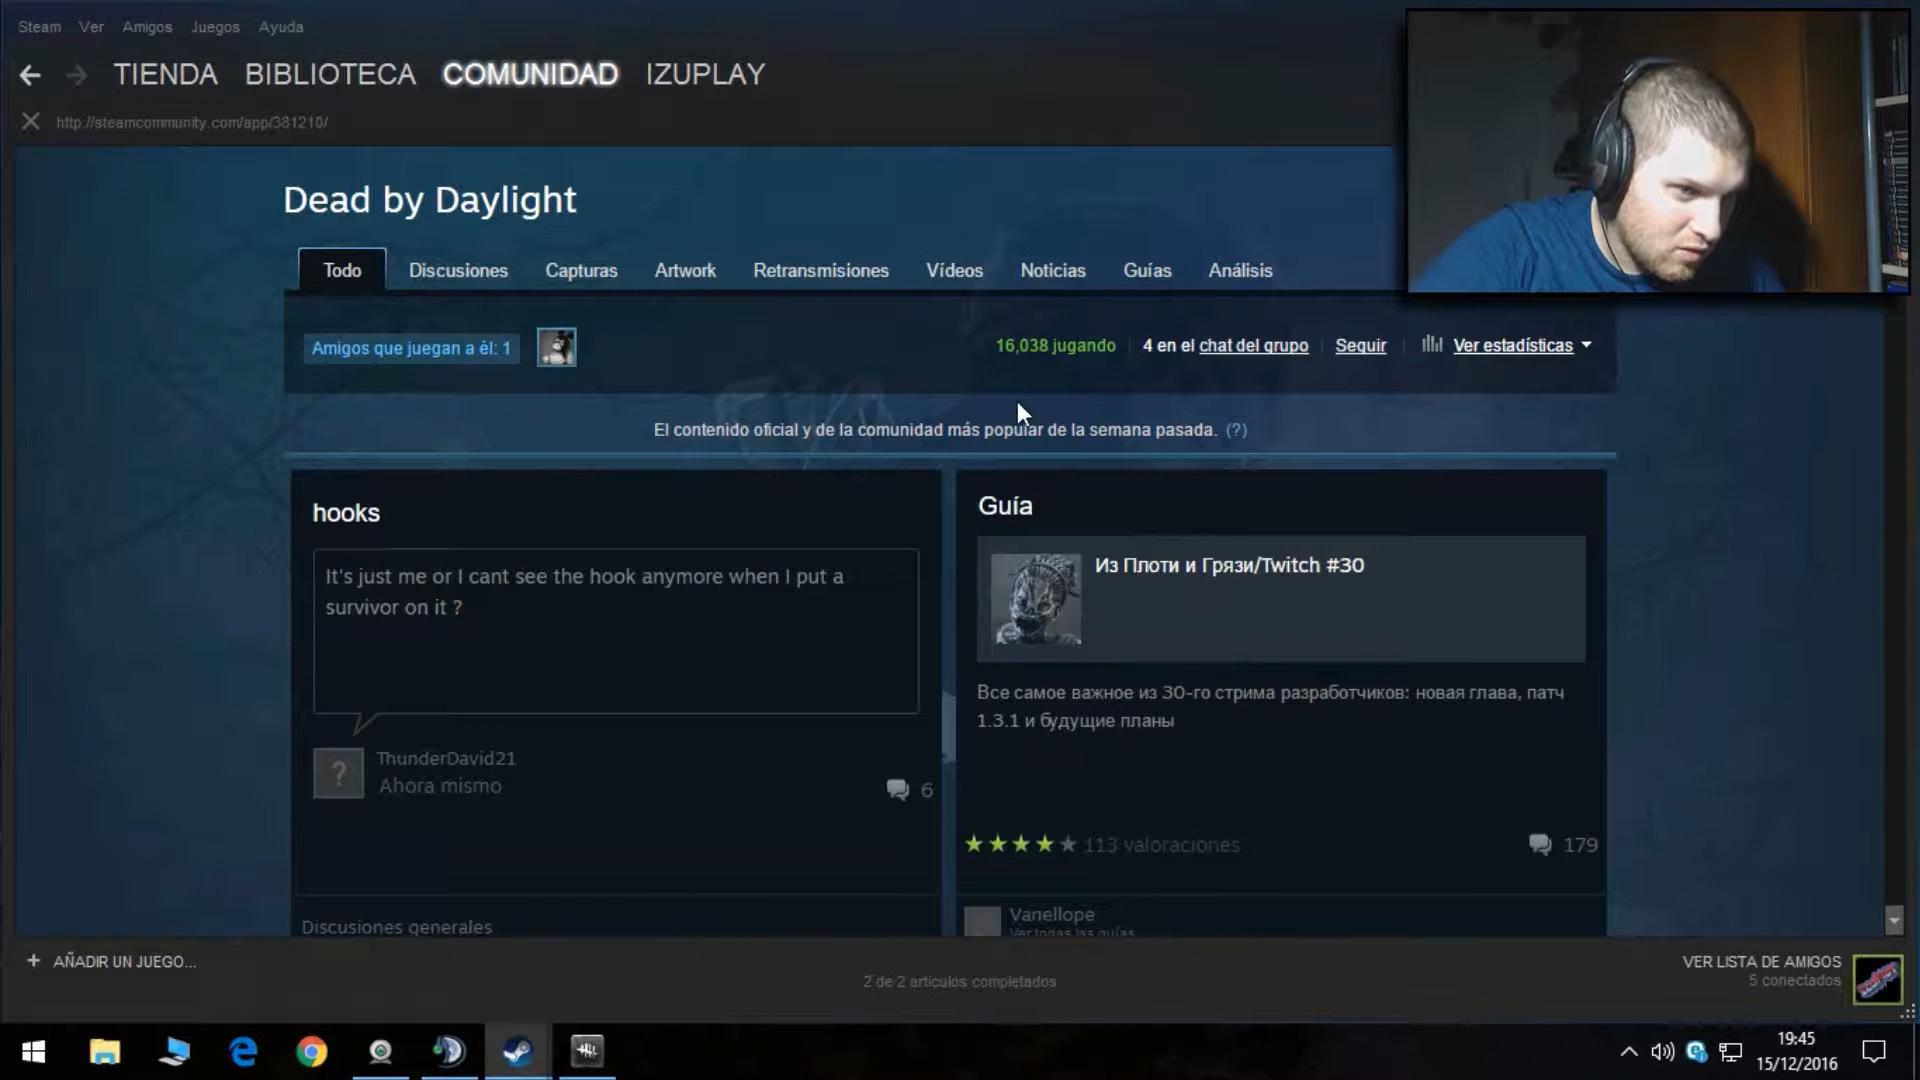 Steam Ver Amigos Juegos Ayuda
TIENDA BIBLIOTECA COMUNIDAD IZUPLAY
http://steamcommunity.com/app/381210/
Dead by Daylight
Todo Discusiones Capturas Artwork Retransmisiones Vídeos Noticias Guías Análisis
Amigos que juegan a él: 1
16,038 jugando 4 en el chat del grupo Seguir Ver estadísticas
El contenido oficial y de la comunidad más popular de la semana pasada. (?)
hooks
It's just me or I cant see the hook anymore when I put a
survivor on it ?
?
ThunderDavid21
Ahora mismo
6
Guía
Из Плоти и Грязи/Twitch #30
Все самое важное из 30-го стрима разработчиков: новая глава, патч
1.3.1 и будущие планы
113 valoraciones
179
Discusiones generales
Vanellope
Ver todas las guías
+ AÑADIR UN JUEGO...
2 de 2 artículos completados
VER LISTA DE AMIGOS
5 conectados
19:45
15/12/2016